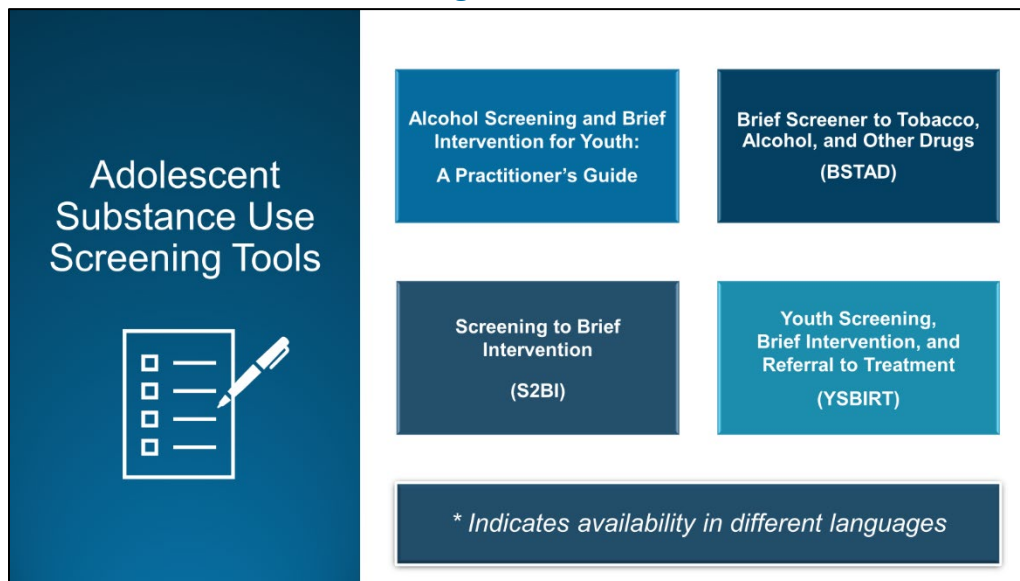 Adolescent
Substance Use
Screening Tools
Alcohol Screening and Brief
Intervention for Youth:
A Practitioner’s Guide
Brief Screener to Tobacco,
Alcohol, and Other Drugs
(BSTAD)
Screening to Brief
Intervention
(S2BI)
Youth Screening,
Brief Intervention, and
Referral to Treatment
(YSBIRT)
* Indicates availability in different languages